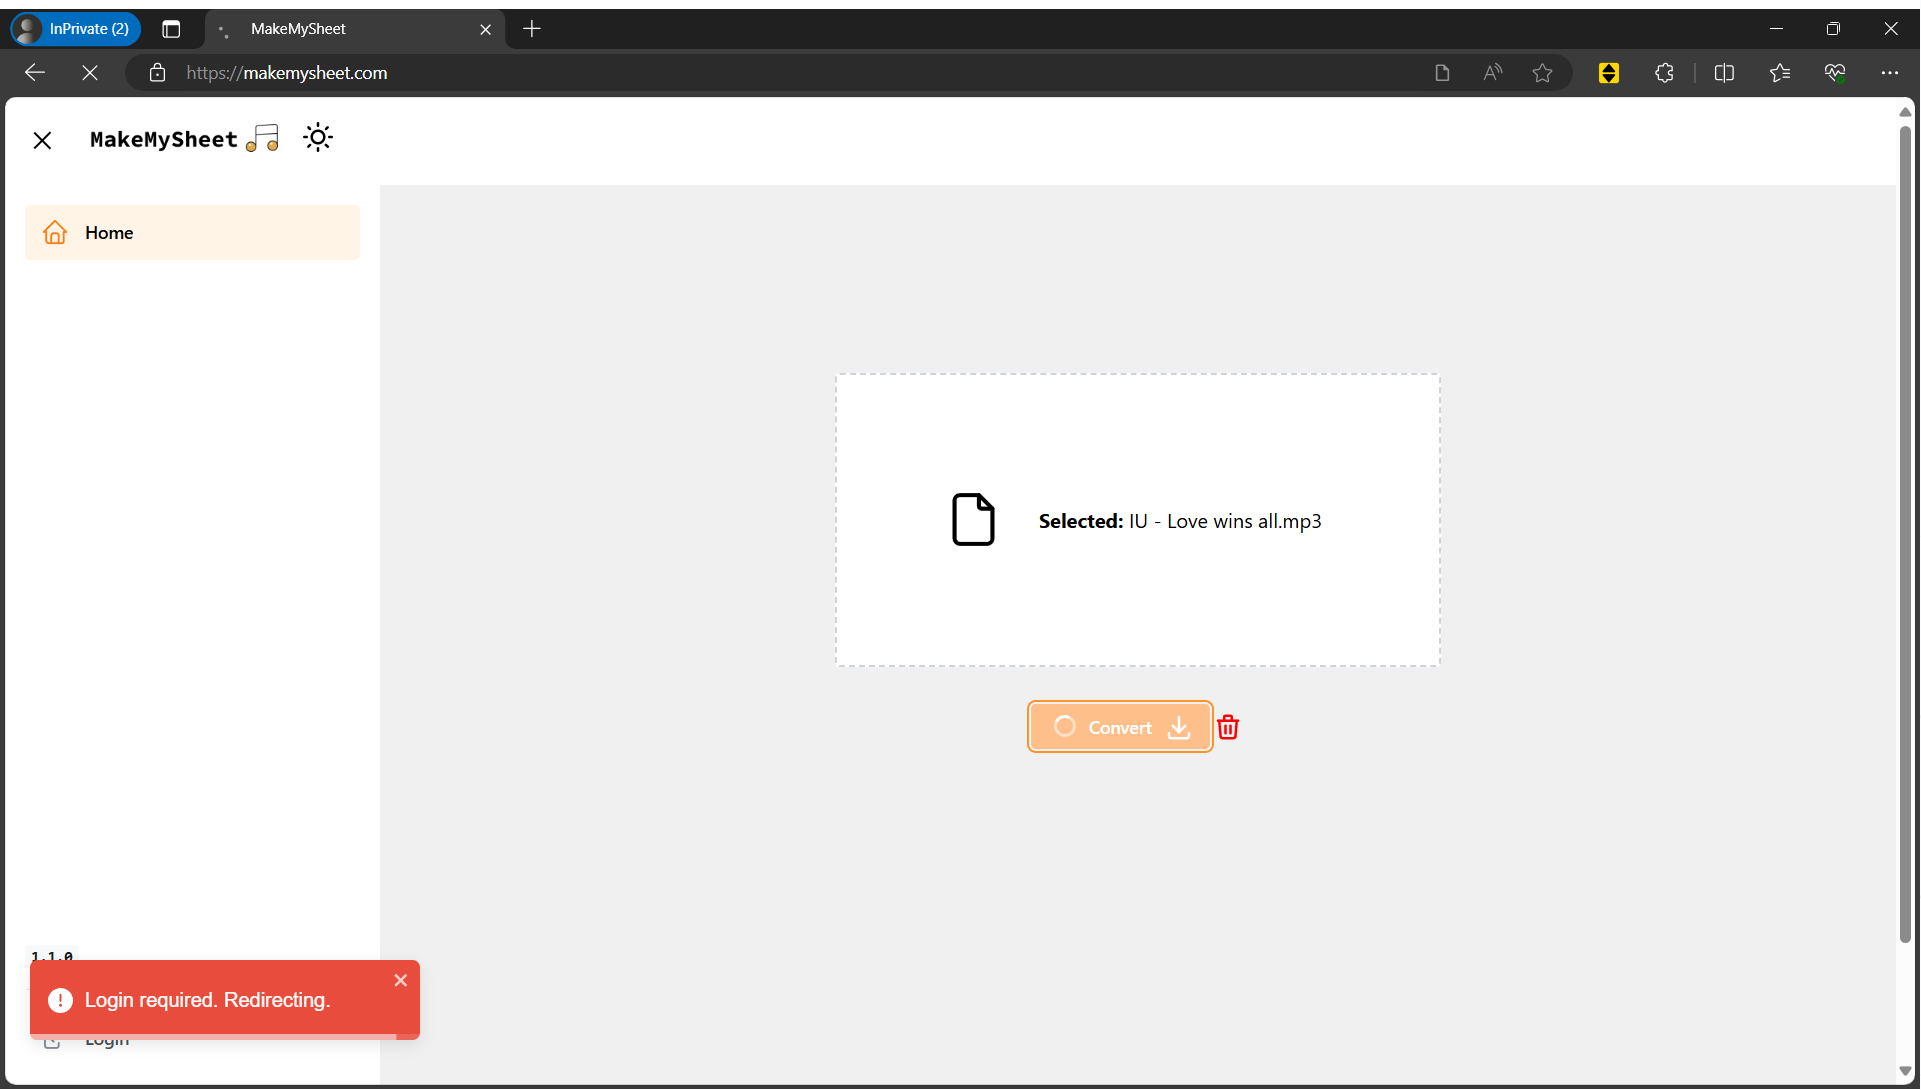 InPrivate (2)
MakeMySheet
https://makemysheet.com
MakeMySheet
Home
Selected: IU - Love wins all.mp3
Convert
1.1.0
Login required. Redirecting.
Login